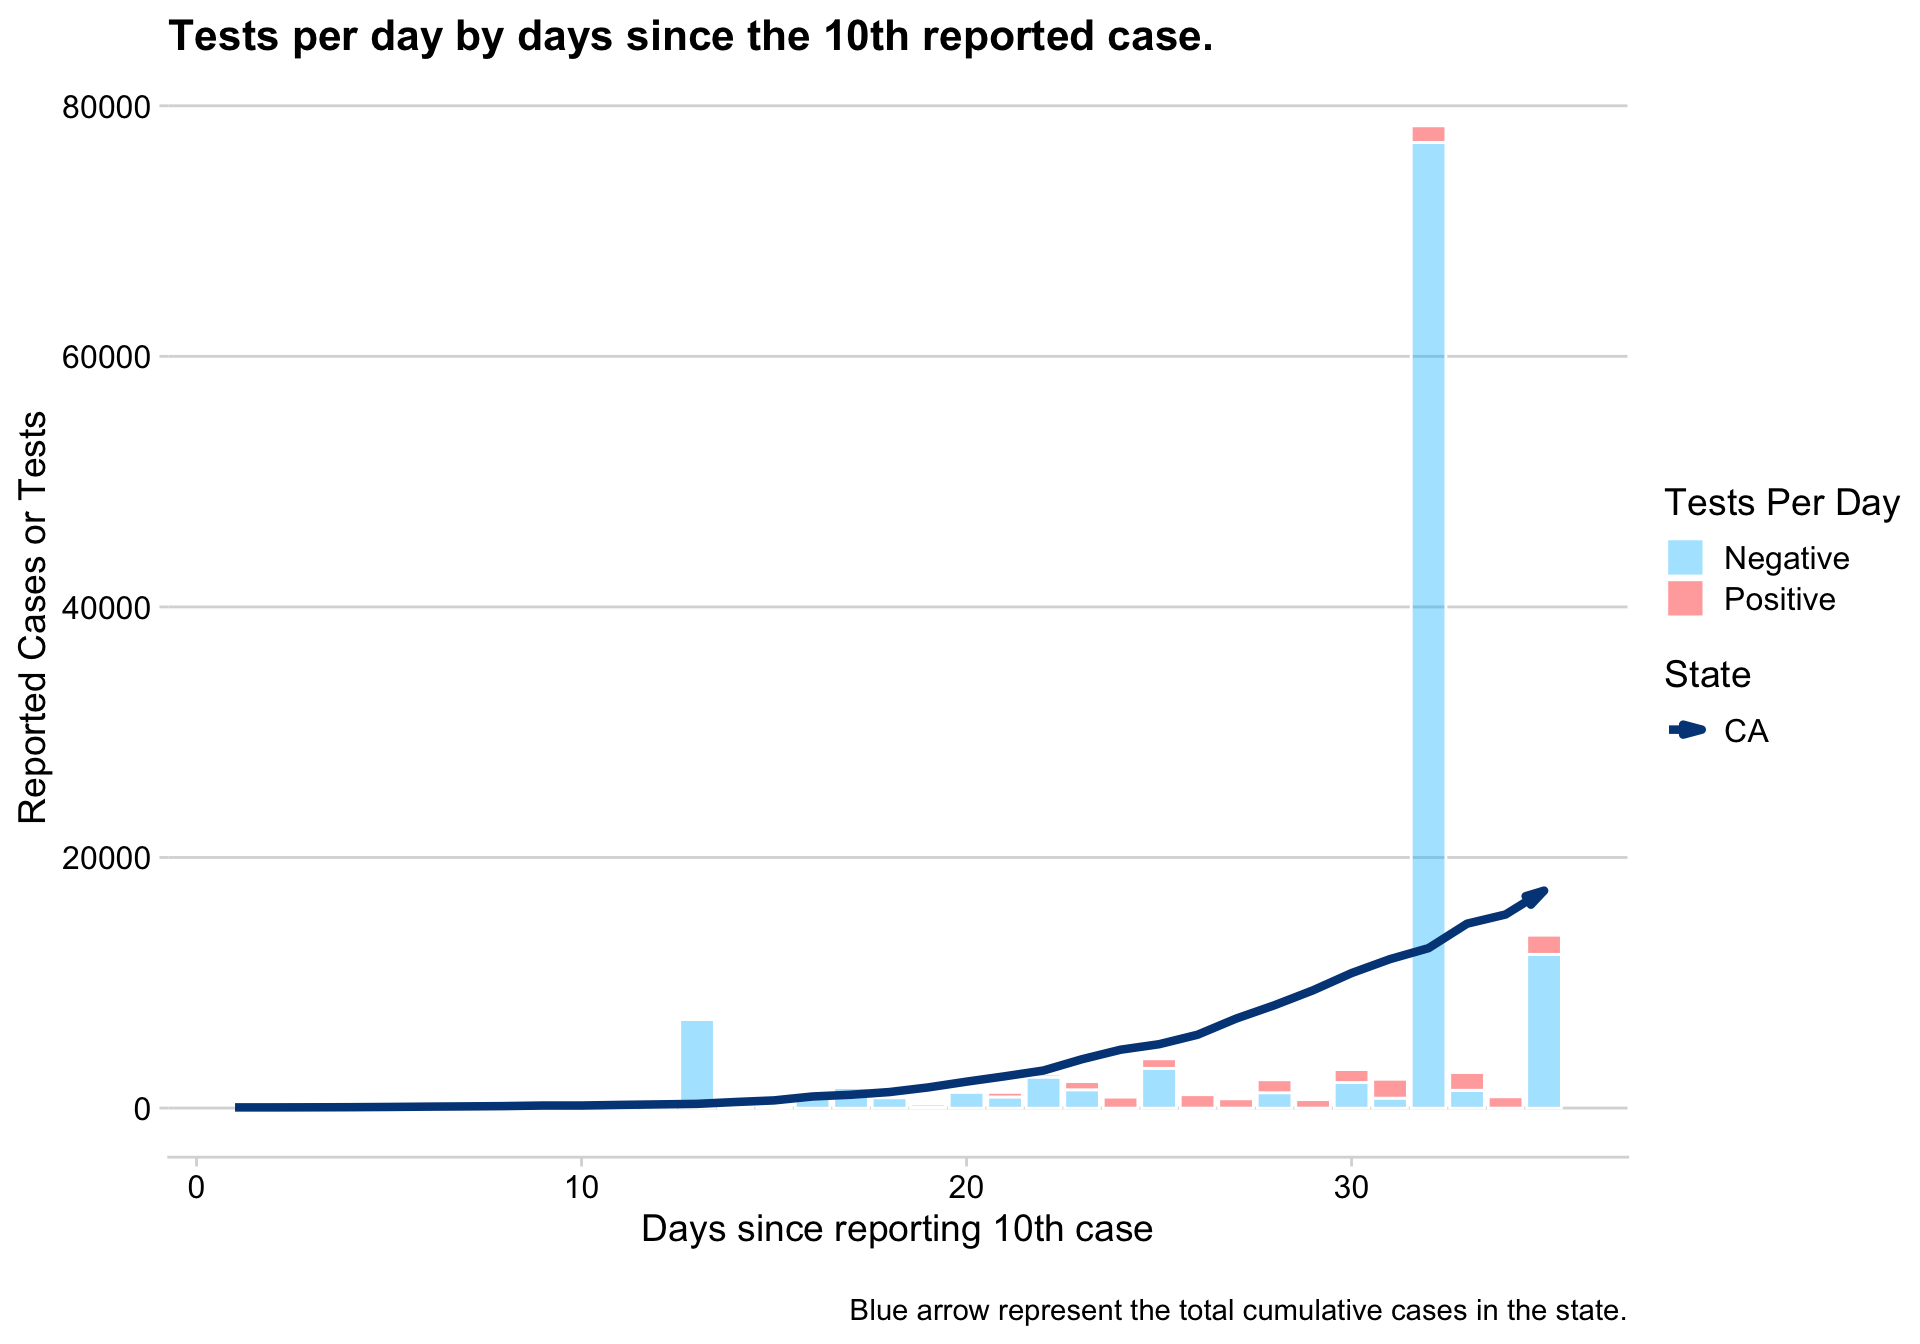 Tests per day by days since the 10th reported case.
80000
60000
40000
20000
0
Reported Cases or Tests
0 10 20 30
Days since reporting 10th case
Tests Per Day
Negative
Positive
State
CA
Blue arrow represent the total cumulative cases in the state.